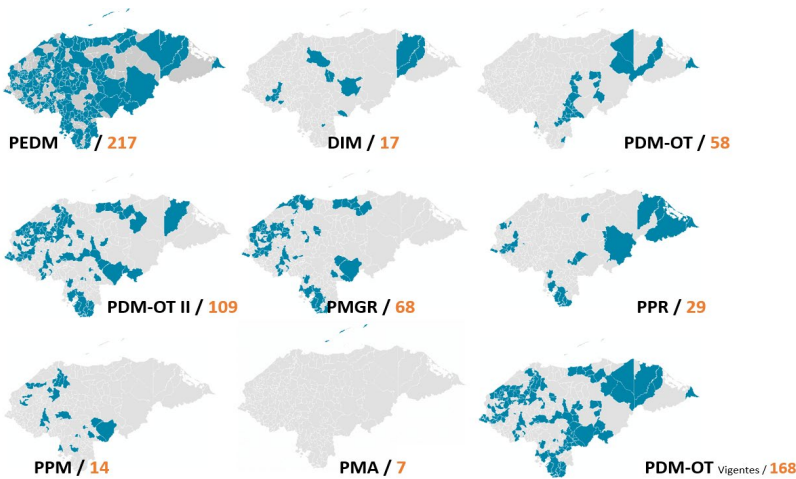 PEDM / 217
DIM / 17
PDM-OT / 58
PDM-OT II / 109
PMGR / 68
PPR / 29
PPM / 14
PMA / 7
PDM-OT Vigentes / 168